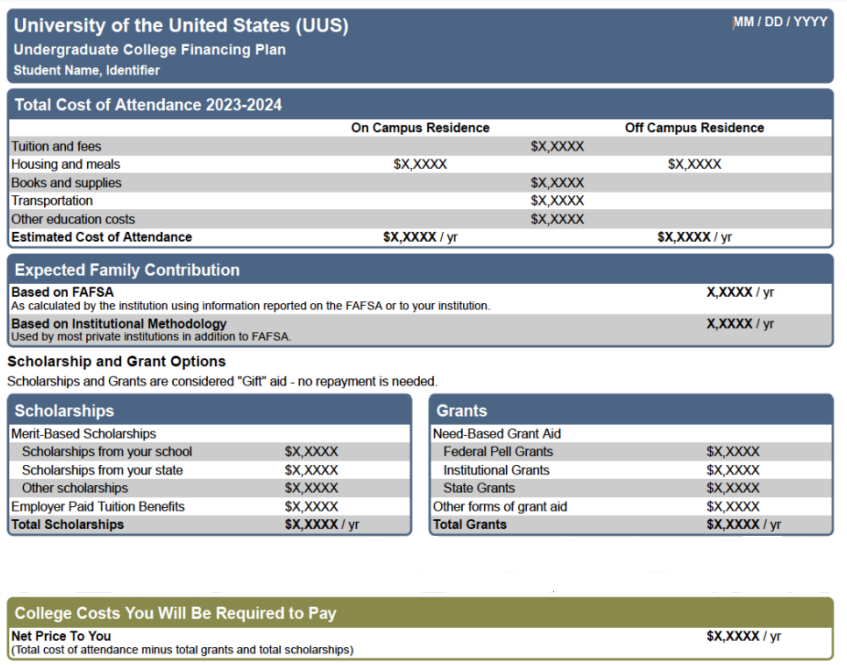 University of the United States (UUS) MM / DD / YYYY
Undergraduate College Financing Plan
Student Name, Identifier
Total Cost of Attendance 2023-2024
On Campus Residence Off Campus Residence
Tuition and fees $X,XXXX
Housing and meals $X,XXXX $X,XXXX
Books and supplies $X,XXXX
Transportation $X,XXXX
Other education costs $X,XXXX
Estimated Cost of Attendance $X,XXXX / yr $X,XXXX / yr
Expected Family Contribution
Based on FAFSA X,XXXX / yr
As calculated by the institution using information reported on the FAFSA or to your institution.
Based on Institutional Methodology X,XXXX / yr
Used by most private institutions in addition to FAFSA.
Scholarship and Grant Options
Scholarships and Grants are considered "Gift" aid - no repayment is needed.
Scholarships
Merit-Based Scholarships
Scholarships from your school $X,XXXX
Scholarships from your state $X,XXXX
Other scholarships $X,XXXX
Employer Paid Tuition Benefits $X,XXXX
Total Scholarships $X,XXXX / yr
Grants
Need-Based Grant Aid
Federal Pell Grants $X,XXXX
Institutional Grants $X,XXXX
State Grants $X,XXXX
Other forms of grant aid $X,XXXX
Total Grants $X,XXXX / yr
College Costs You Will Be Required to Pay
Net Price To You $X,XXXX / yr
(Total cost of attendance minus total grants and total scholarships)